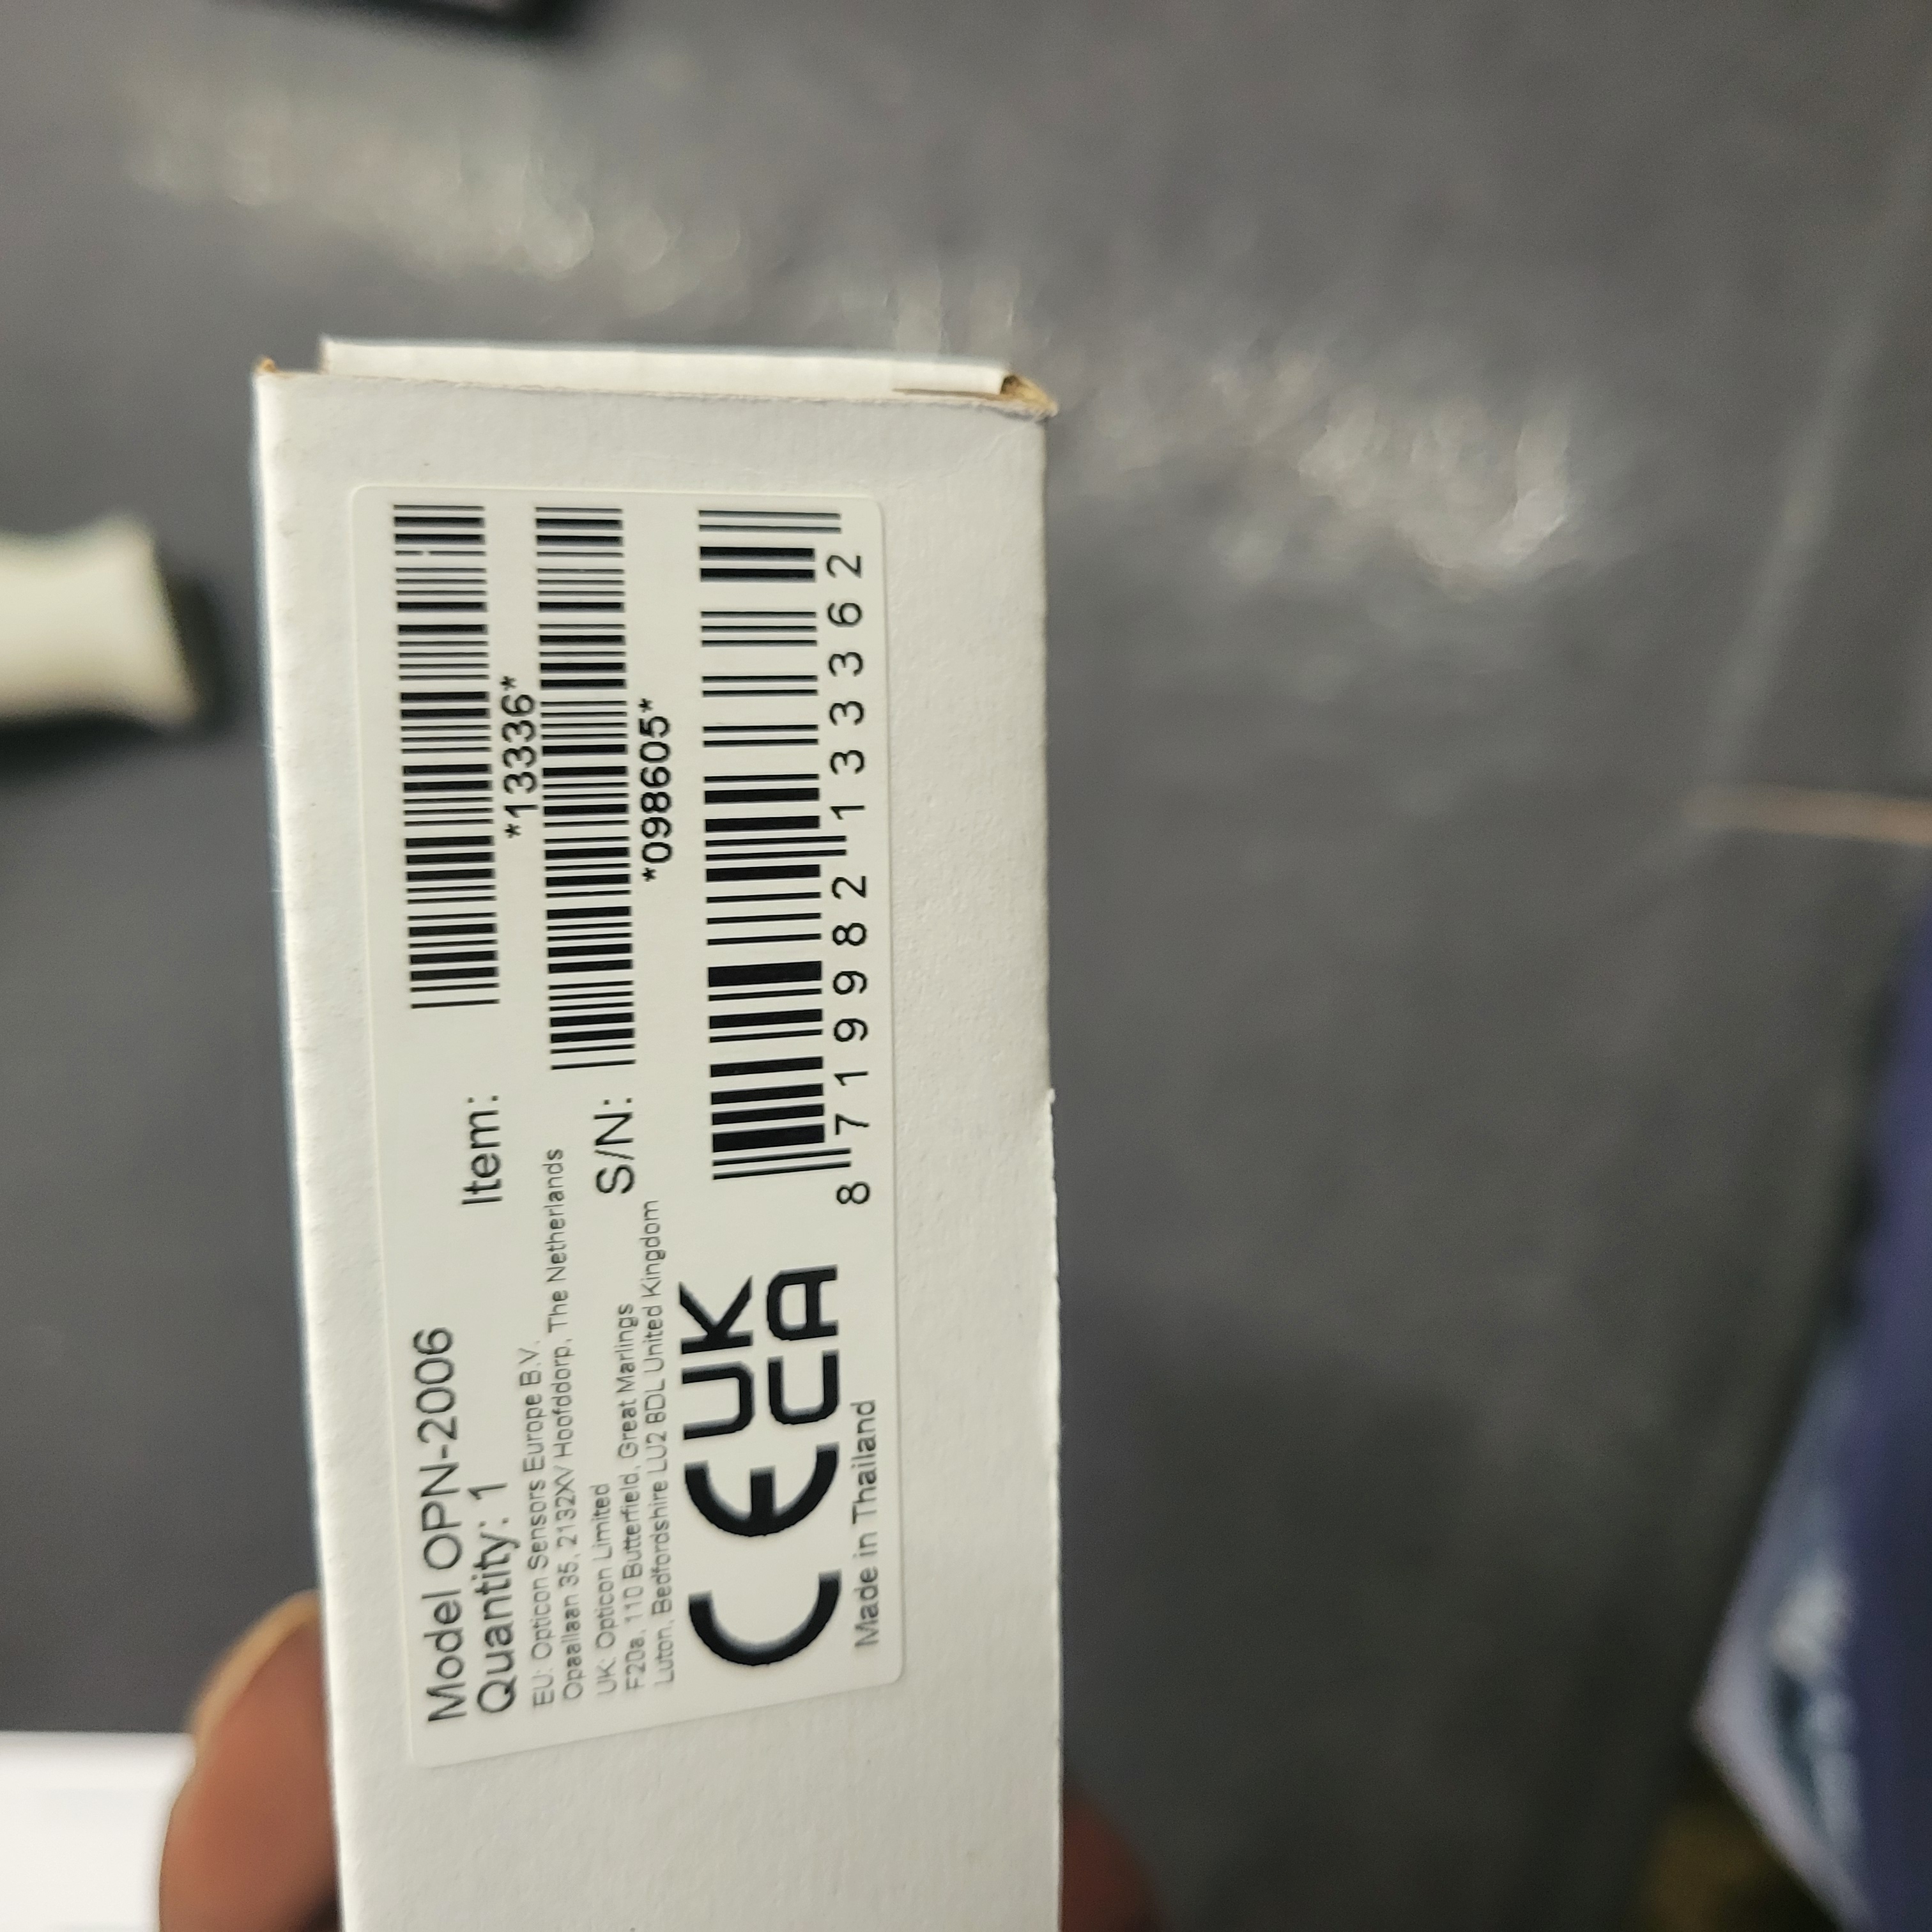 Model OPN-2006
Quantity: 1
Item:
*13336*
EU: Opticon Sensors Europe B.V.
Opaallaan 35, 2132XV Hoofddorp, The Netherlands
S/N:
*098605*
UK: Opticon Limited
F20a, 110 Butterfield, Great Marlings
Luton, Bedfordshire LU2 8DL United Kingdom
CE UK
CA
8 719982 133362
Made in Thailand